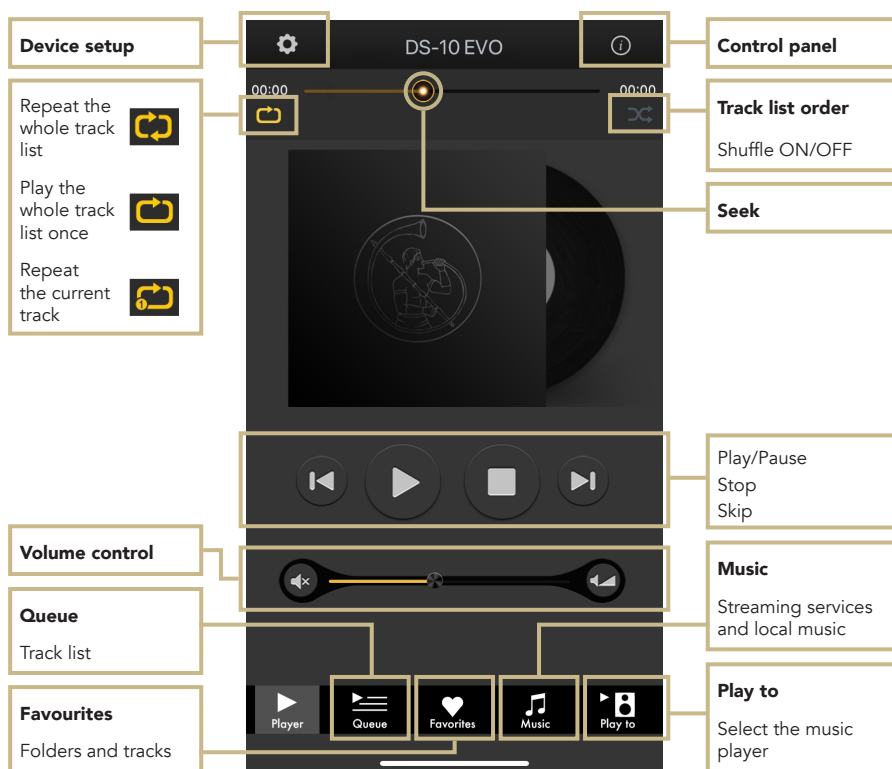 Device setup
DS-10 EVO
Control panel
Repeat the
whole track
list
Play the
whole track
list once
Repeat
the current
track
1
00:00
00:00
Track list order
Shuffle ON/OFF
Seek
Play/Pause
Stop
Skip
Volume control
Queue
Track list
Music
Streaming services
and local music
Favourites
Folders and tracks
Play to
Select the music
player
Player
Queue
Favorites
Music
Play to